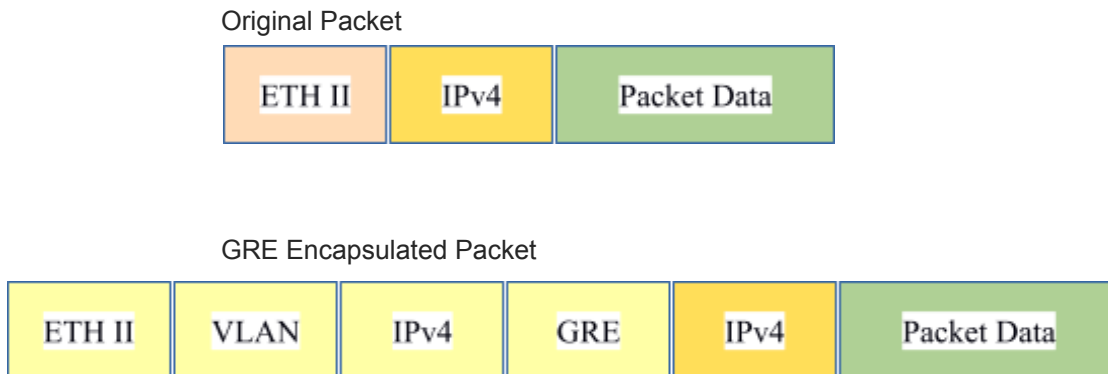 Original Packet
ETH II IPv4 Packet Data
GRE Encapsulated Packet
ETH II VLAN IPv4 GRE IPv4 Packet Data